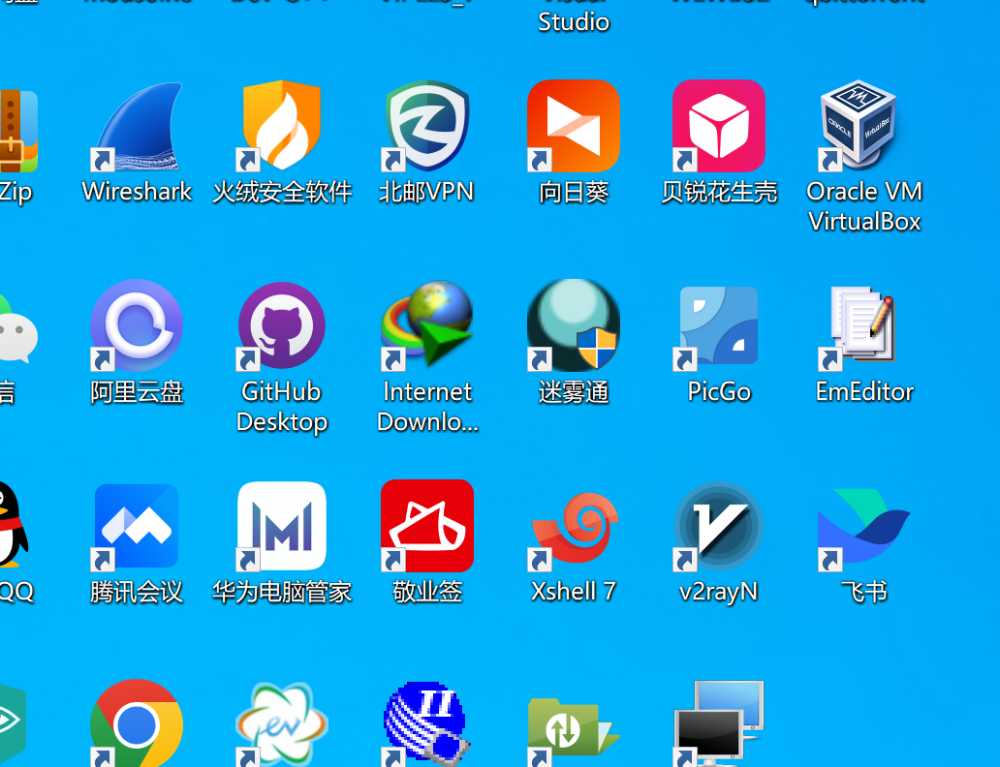 Studio
Zip
Wireshark
火绒安全软件
北邮VPN
向日葵
贝锐花生壳
Oracle VM
VirtualBox
信
阿里云盘
GitHub
Desktop
Internet
Downlo...
迷雾通
PicGo
EmEditor
QQ
腾讯会议
华为电脑管家
敬业签
Xshell 7
v2rayN
飞书